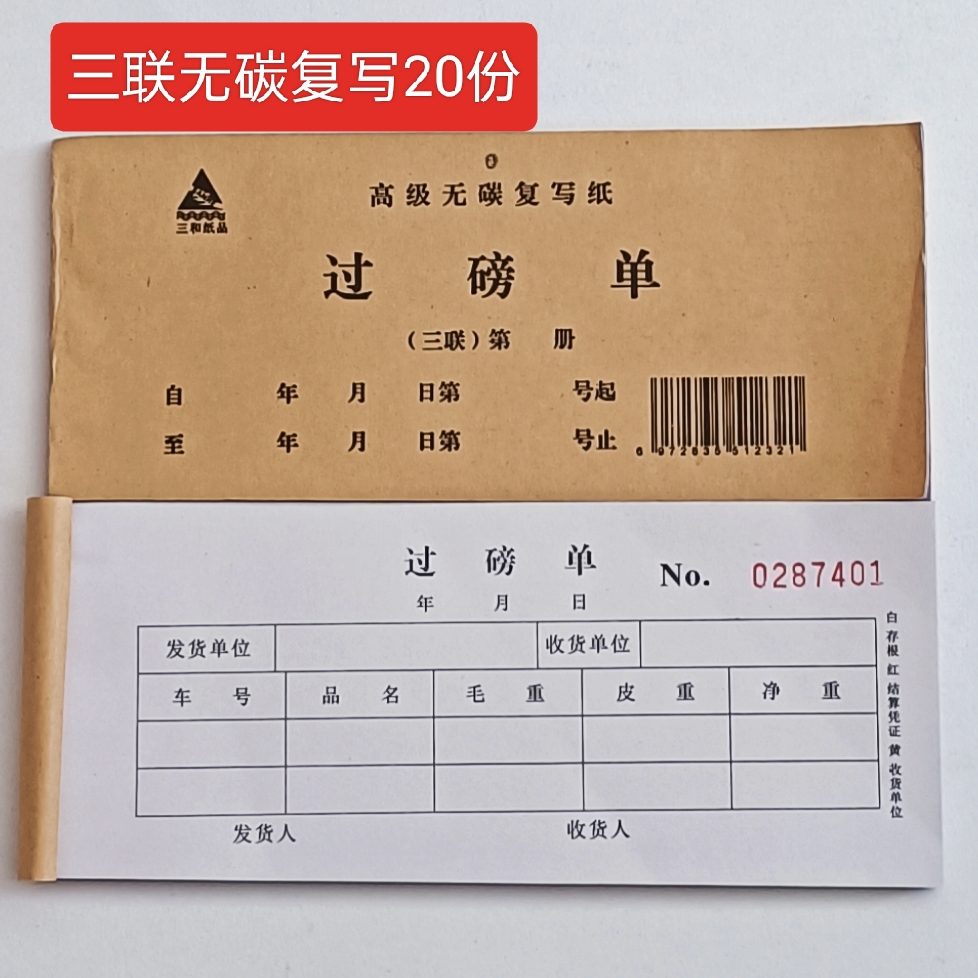 三联无碳复写20份
高级无碳复写纸
三和纸品
过 磅 单
（三联）第 册
自 年 月 日第 号起
至 年 月 日第 号止
6 972635 512321
过 磅 单
No. 0287401
年 月 日
发货单位 收货单位
车 号 品 名 毛 重 皮 重 净 重
发货人 收货人
白 存根 红 结算凭证 黄 收货单位